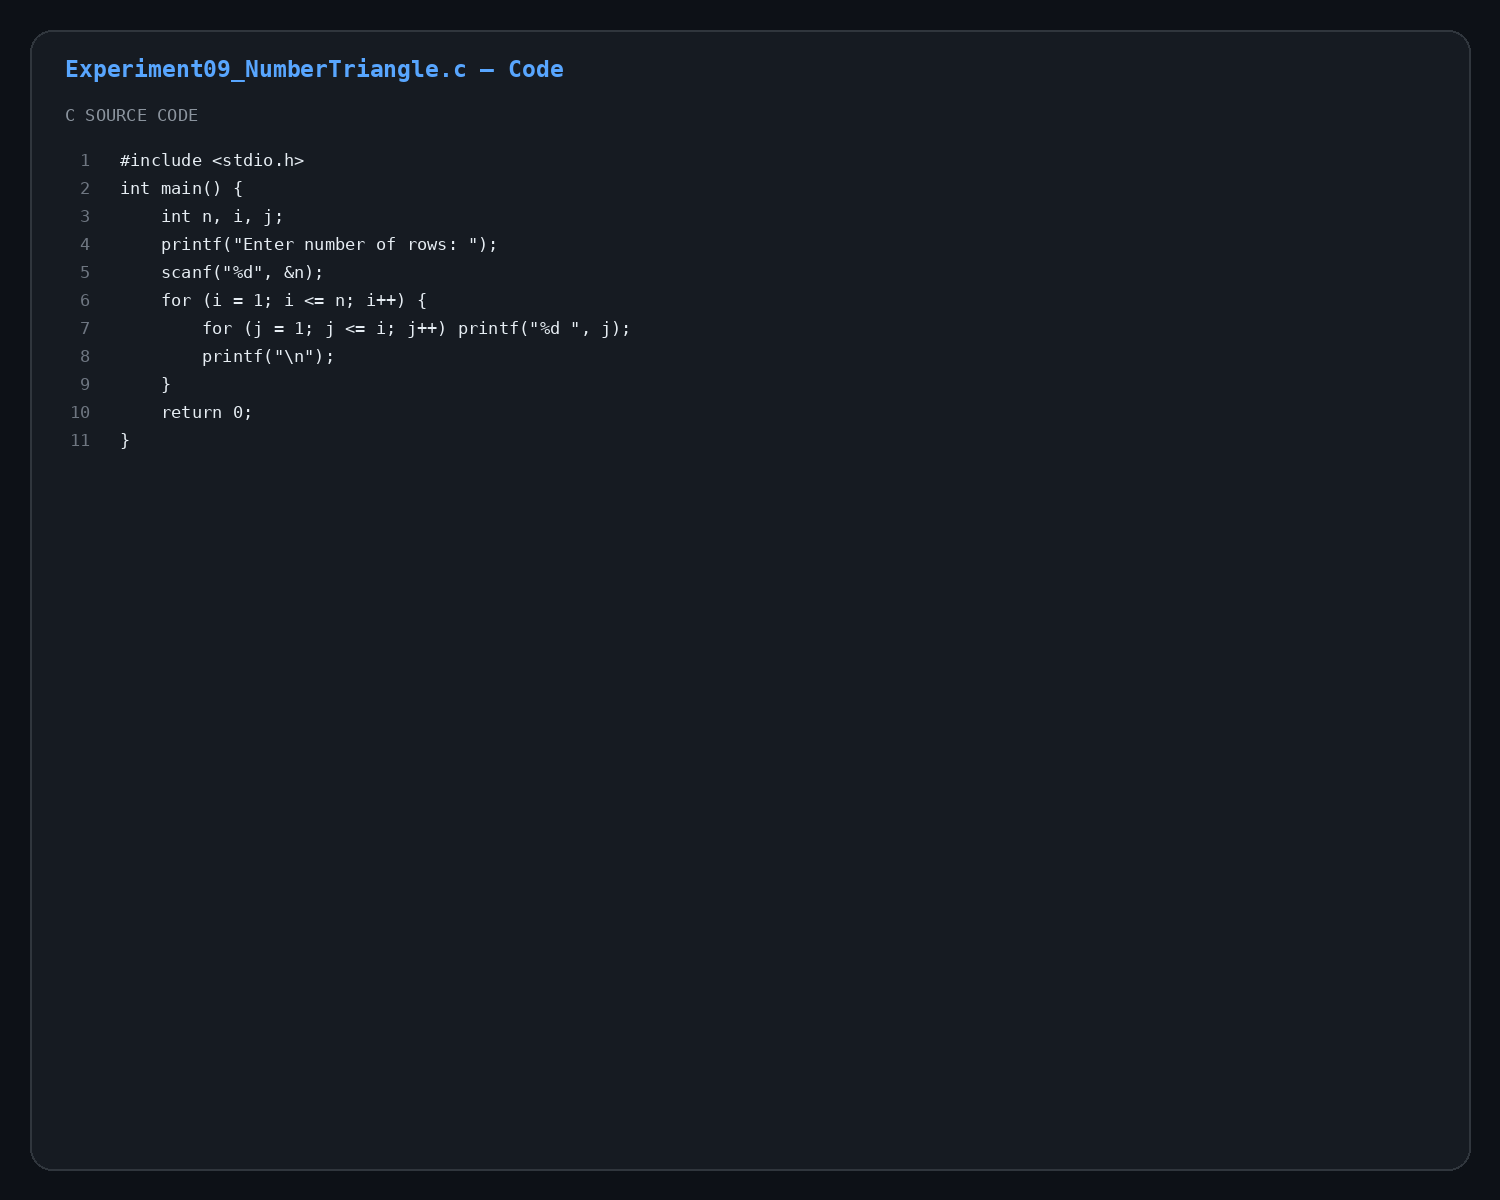 Experiment09_NumberTriangle.c — Code
C SOURCE CODE
1 #include <stdio.h>
2 int main() {
3     int n, i, j;
4     printf("Enter number of rows: ");
5     scanf("%d", &n);
6     for (i = 1; i <= n; i++) {
7         for (j = 1; j <= i; j++) printf("%d ", j);
8         printf("\n");
9     }
10     return 0;
11 }